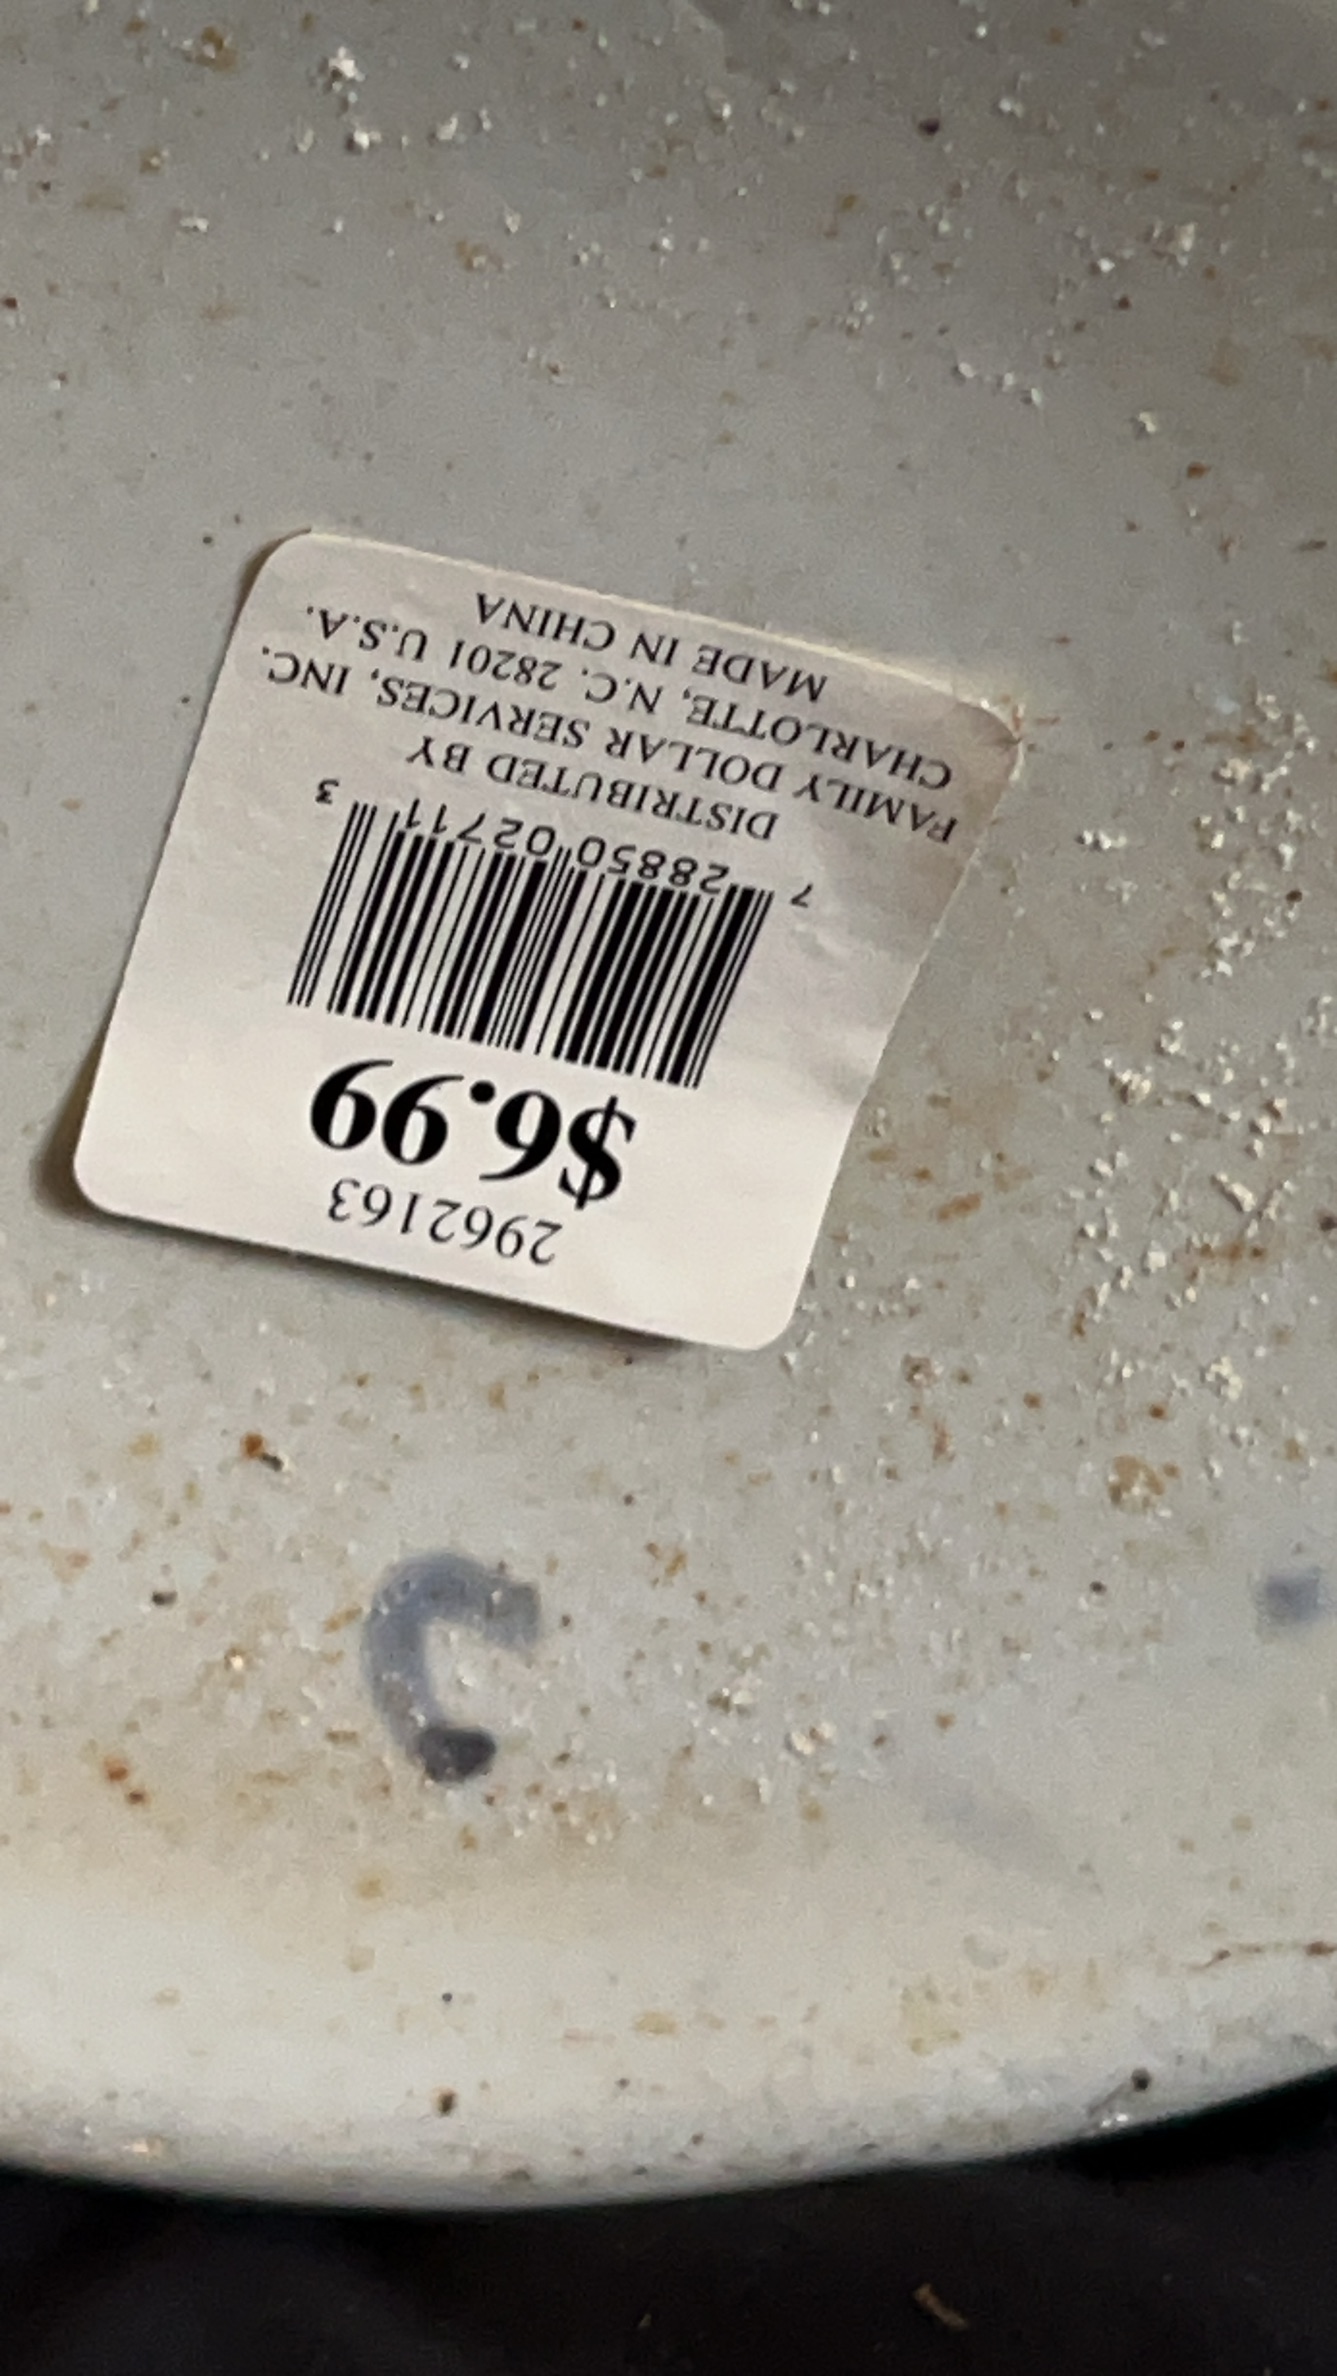 2962163
$6.99
7 28850 02711 3
DISTRIBUTED BY
FAMILY DOLLAR SERVICES, INC.
CHARLOTTE, N.C. 28201 U.S.A.
MADE IN CHINA